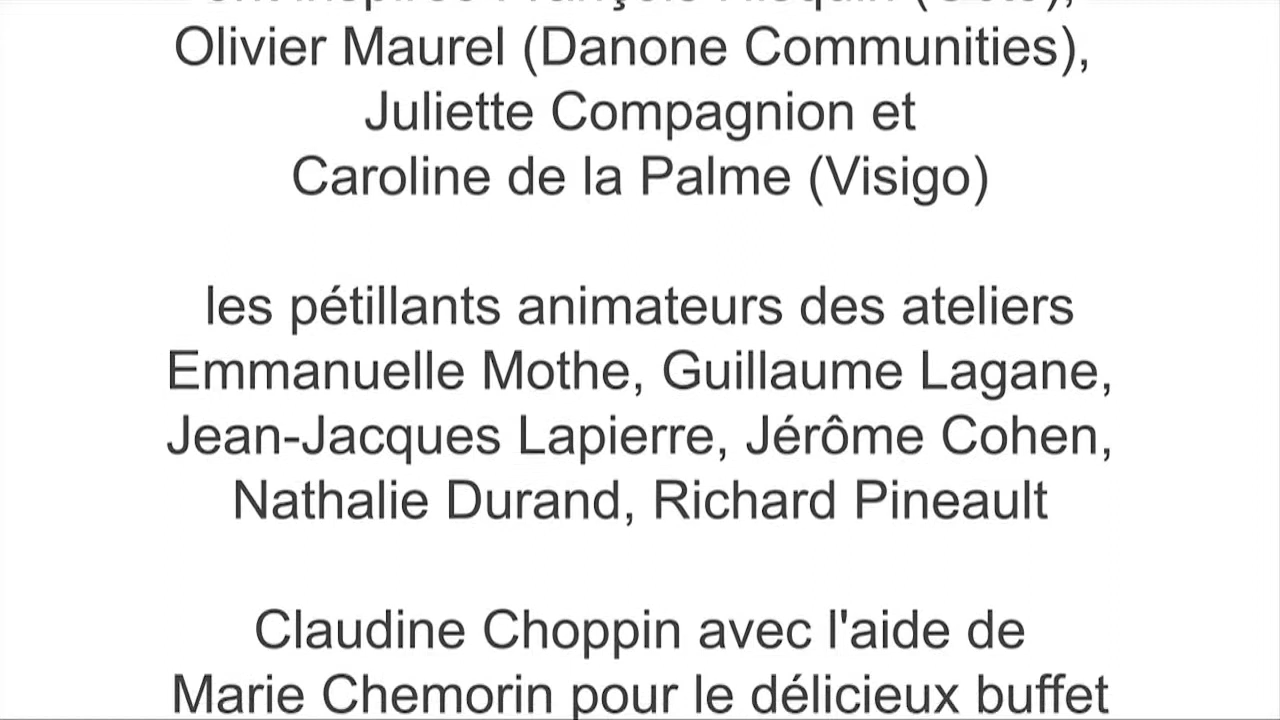 Olivier Maurel (Danone Communities),
Juliette Compagnion et
Caroline de la Palme (Visigo)
les pétillants animateurs des ateliers
Emmanuelle Mothe, Guillaume Lagane,
Jean-Jacques Lapierre, Jérôme Cohen,
Nathalie Durand, Richard Pineault
Claudine Choppin avec l'aide de
Marie Chemorin pour le délicieux buffet